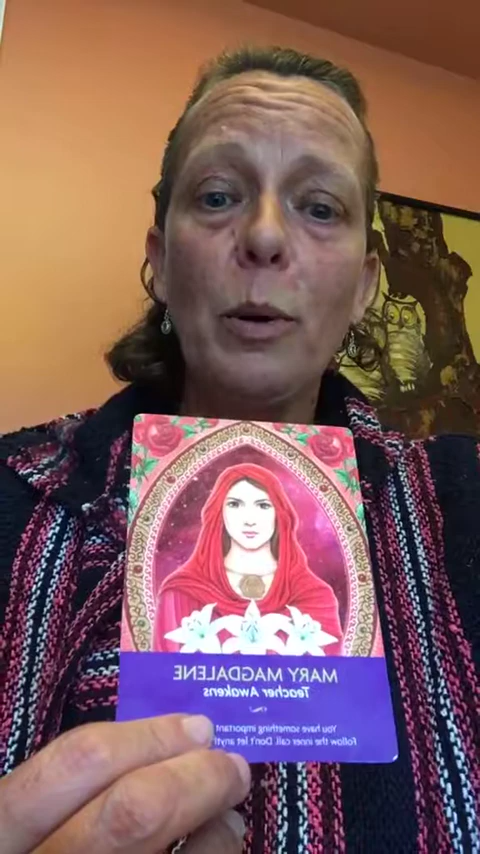 MARY MAGDALENE
Teacher Awakens
You have something important
Follow the inner call. Don't let